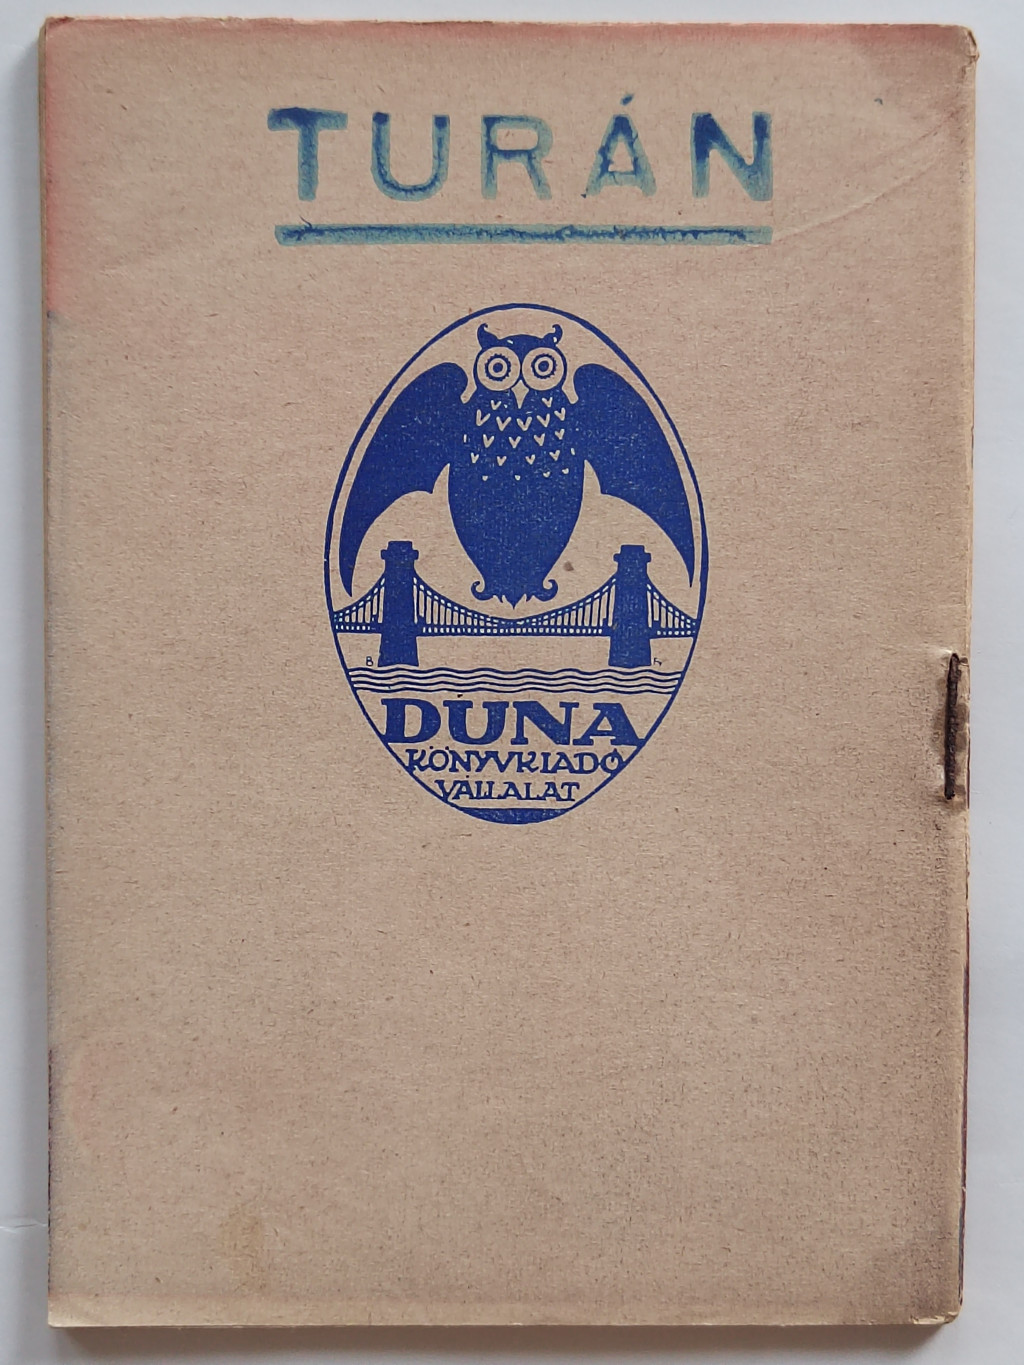 TURÁN
B H
DUNA
KÖNYVKIADÓ
VÁLLALAT